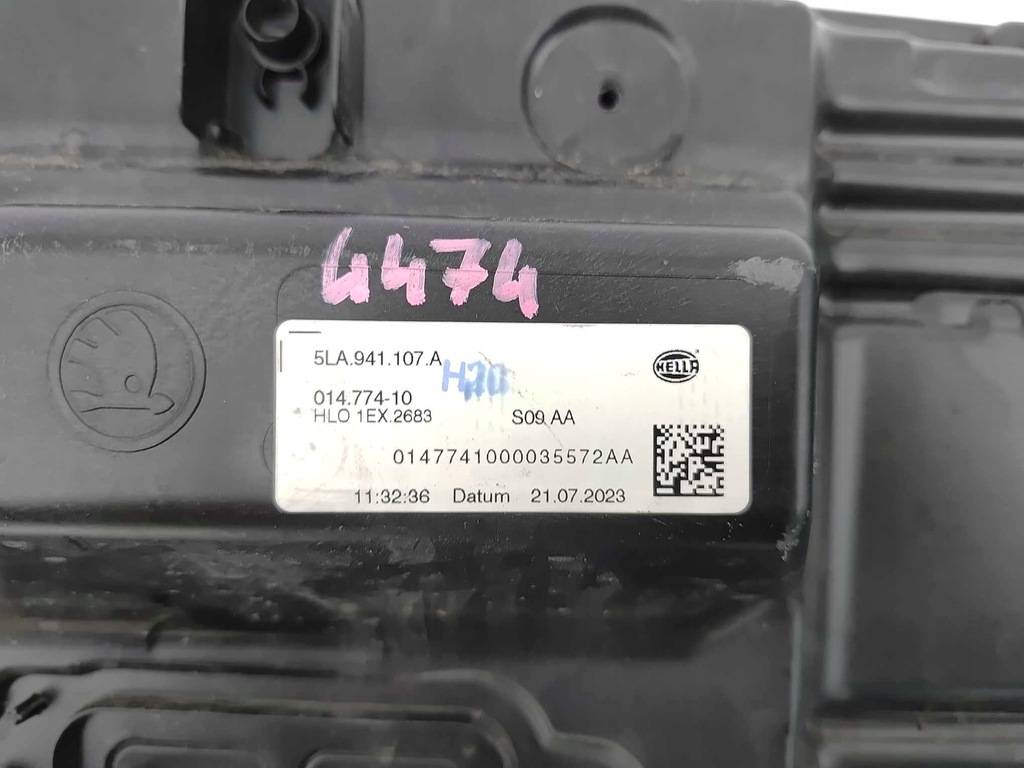 4474
5LA.941.107.A
HELLA
014.774-10
HLO 1EX.2683 S09 AA
0147741000035572AA
11:32:36 Datum 21.07.2023